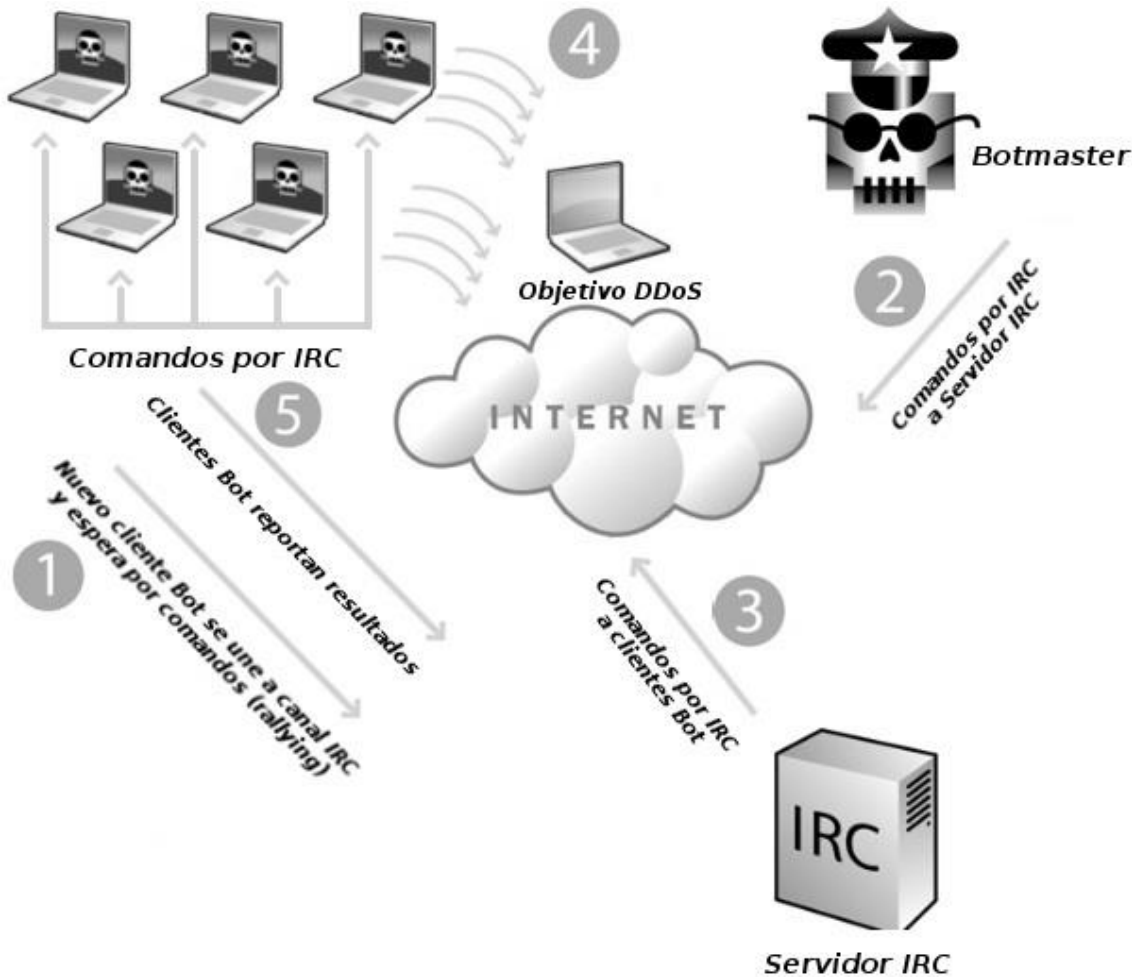 4
Botmaster
2
Comandos por IRC
a Servidor IRC
Objetivo DDoS
Comandos por IRC
5
Clientes Bot reportan resultados
INTERNET
1
Nuevo cliente Bot se une a canal IRC
y espera por comandos (rallying)
3
Comandos por IRC
a clientes Bot
IRC
Servidor IRC